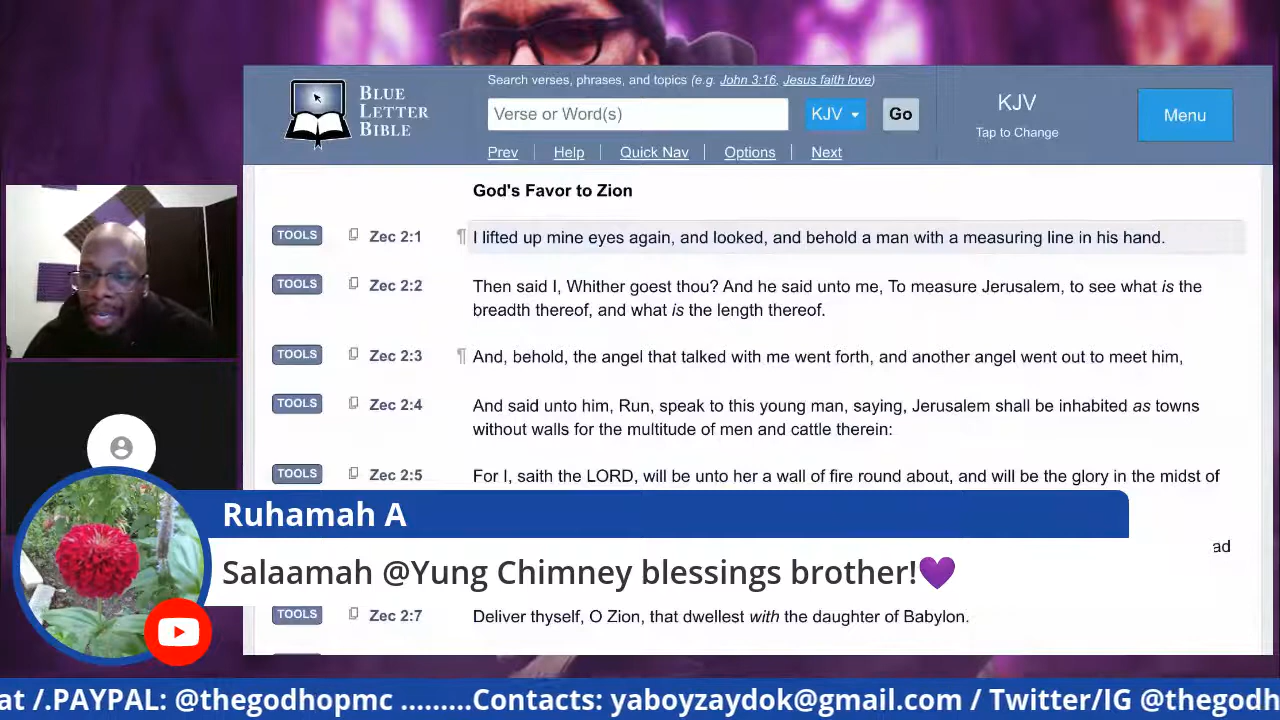 Search verses, phrases, and topics (e.g. John 3:16, Jesus faith love)
BLUE
LETTER
BIBLE
Verse or Word(s)
KJV
Go
KJV
Tap to Change
Menu
Prev
Help
Quick Nav
Options
Next
God's Favor to Zion
TOOLS Zec 2:1 ¶ I lifted up mine eyes again, and looked, and behold a man with a measuring line in his hand.
TOOLS Zec 2:2 Then said I, Whither goest thou? And he said unto me, To measure Jerusalem, to see what is the
breadth thereof, and what is the length thereof.
TOOLS Zec 2:3 ¶ And, behold, the angel that talked with me went forth, and another angel went out to meet him,
TOOLS Zec 2:4 And said unto him, Run, speak to this young man, saying, Jerusalem shall be inhabited as towns
without walls for the multitude of men and cattle therein:
TOOLS Zec 2:5 For I, saith the LORD, will be unto her a wall of fire round about, and will be the glory in the midst of
Ruhamah A
ad
Salaamah @Yung Chimney blessings brother!💜
TOOLS Zec 2:7 Deliver thyself, O Zion, that dwellest with the daughter of Babylon.
at /.PAYPAL: @thegodhopmc .........Contacts: yaboyzaydok@gmail.com / Twitter/IG @thegodh